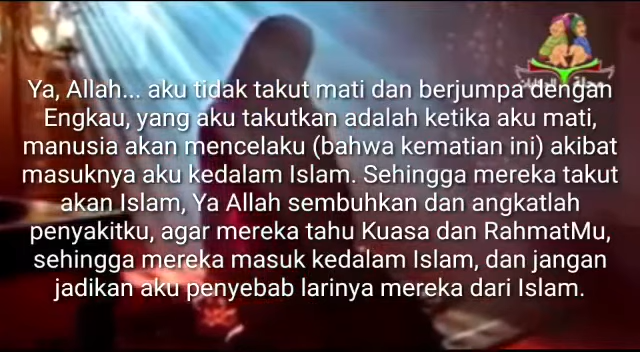 Ya, Allah... aku tidak takut mati dan berjumpa dengan
Engkau, yang aku takutkan adalah ketika aku mati,
manusia akan mencelaku (bahwa kematian ini) akibat
masuknya aku kedalam Islam. Sehingga mereka takut
akan Islam, Ya Allah sembuhkan dan angkatlah
penyakitku, agar mereka tahu Kuasa dan RahmatMu,
sehingga mereka masuk kedalam Islam, dan jangan
jadikan aku penyebab larinya mereka dari Islam.